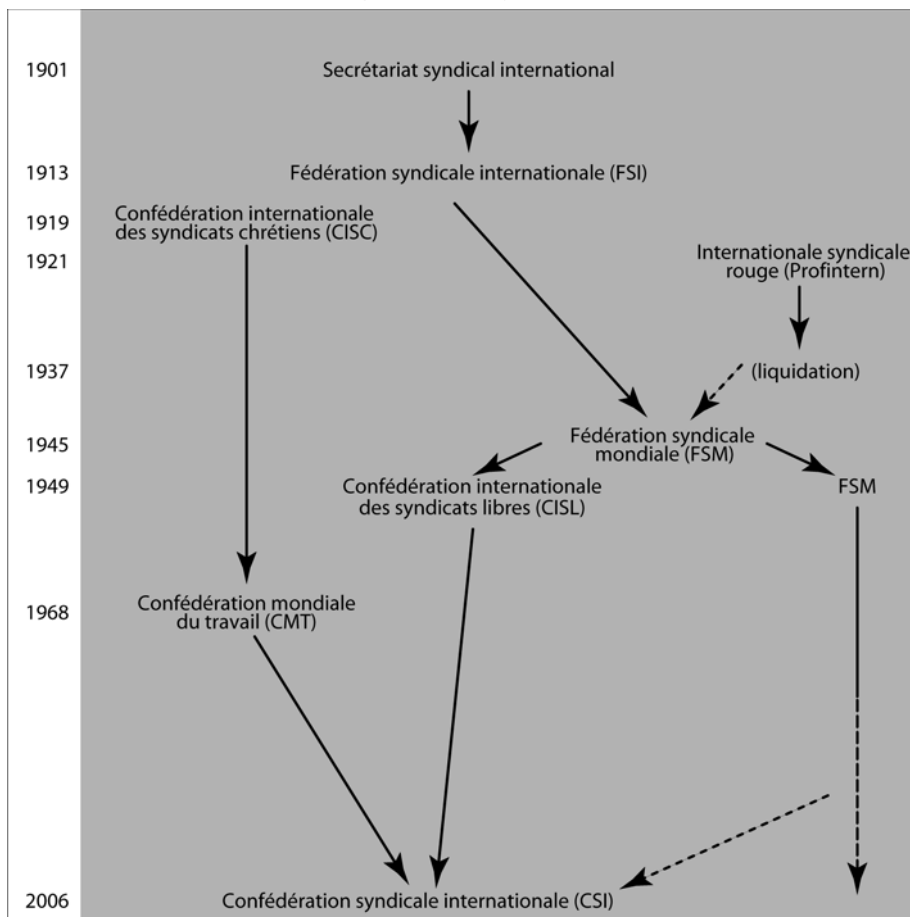 1901
Secrétariat syndical international
1913
Fédération syndicale internationale (FSI)
1919
Confédération internationale
des syndicats chrétiens (CISC)
1921
Internationale syndicale
rouge (Profintern)
1937
(liquidation)
1945
Fédération syndicale
mondiale (FSM)
1949
Confédération internationale
des syndicats libres (CISL)
FSM
1968
Confédération mondiale
du travail (CMT)
2006
Confédération syndicale internationale (CSI)